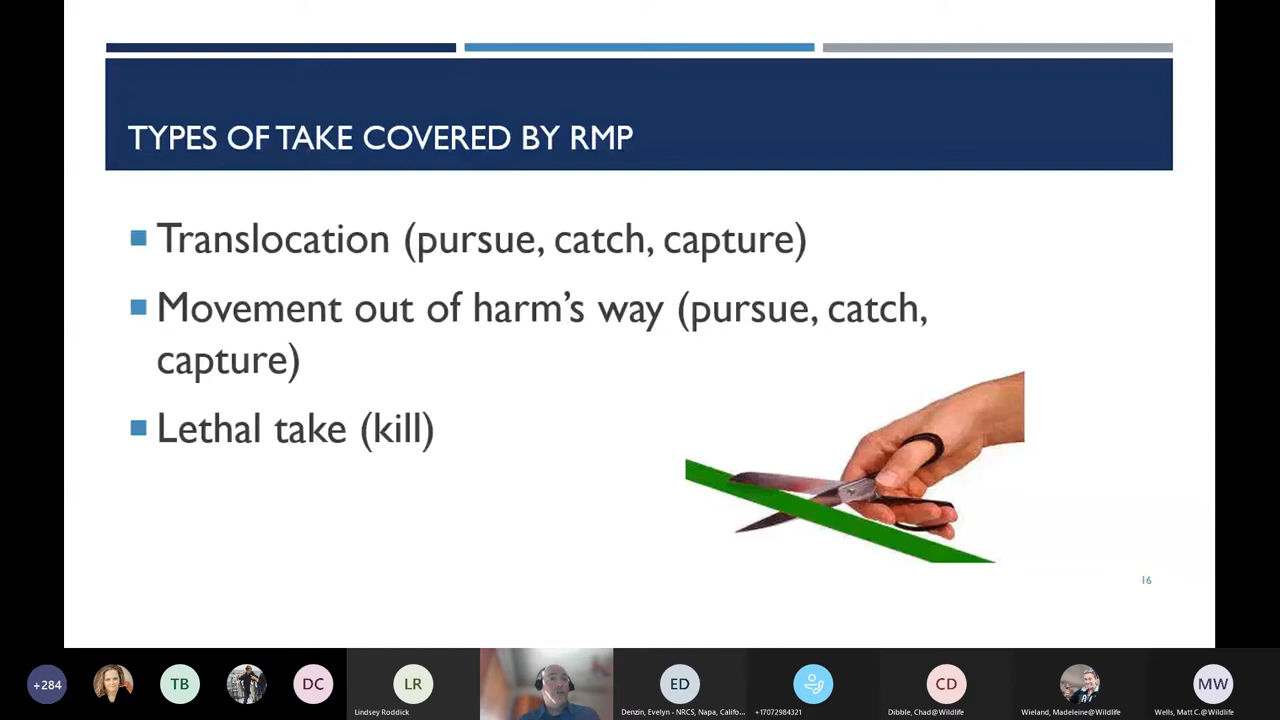 TYPES OF TAKE COVERED BY RMP
Translocation (pursue, catch, capture)
Movement out of harm's way (pursue, catch,
capture)
Lethal take (kill)
16
+284
TB
DC
LR
Lindsey Roddick
ED
Denzin, Evelyn - NRCS, Napa, Califo...
+17072984321
CD
Dibble, Chad@Wildlife
Wieland, Madeleine@Wildlife
MW
Wells, Matt C.@Wildlife